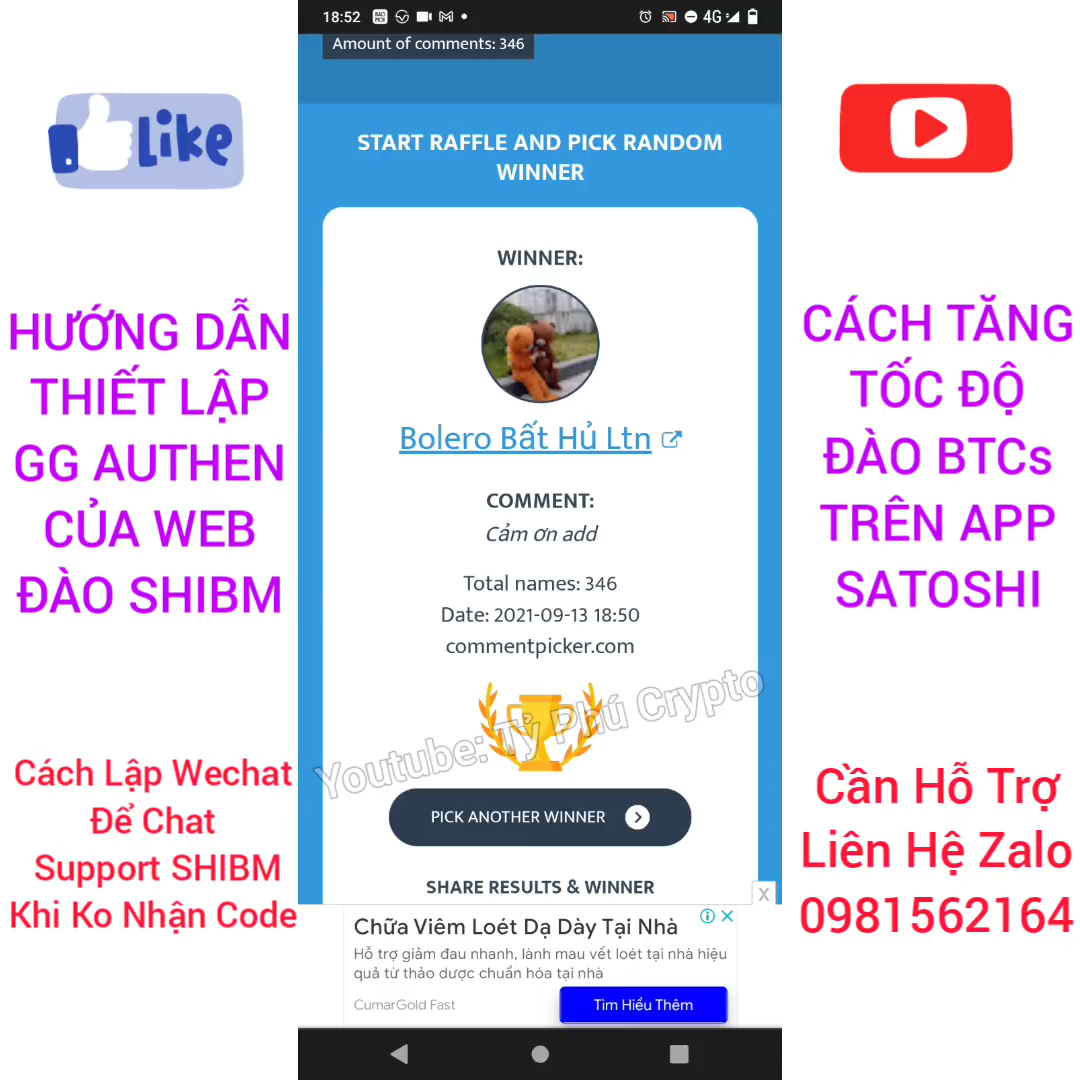 18:52
BÁO MỚI
4G
Amount of comments: 346
Like
START RAFFLE AND PICK RANDOM
WINNER
WINNER:
Bolero Bất Hủ Ltn
COMMENT:
Cảm ơn add
Total names: 346
Date: 2021-09-13 18:50
commentpicker.com
Youtube: Tỷ Phú Crypto
PICK ANOTHER WINNER
SHARE RESULTS & WINNER
X
Chữa Viêm Loét Dạ Dày Tại Nhà
Hỗ trợ giảm đau nhanh, lành mau vết loét tại nhà hiệu
quả từ thảo dược chuẩn hóa tại nhà
CumarGold Fast
Tìm Hiểu Thêm
HƯỚNG DẪN
THIẾT LẬP
GG AUTHEN
CỦA WEB
ĐÀO SHIBM
Cách Lập Wechat
Để Chat
Support SHIBM
Khi Ko Nhận Code
CÁCH TĂNG
TỐC ĐỘ
ĐÀO BTCs
TRÊN APP
SATOSHI
Cần Hỗ Trợ
Liên Hệ Zalo
0981562164